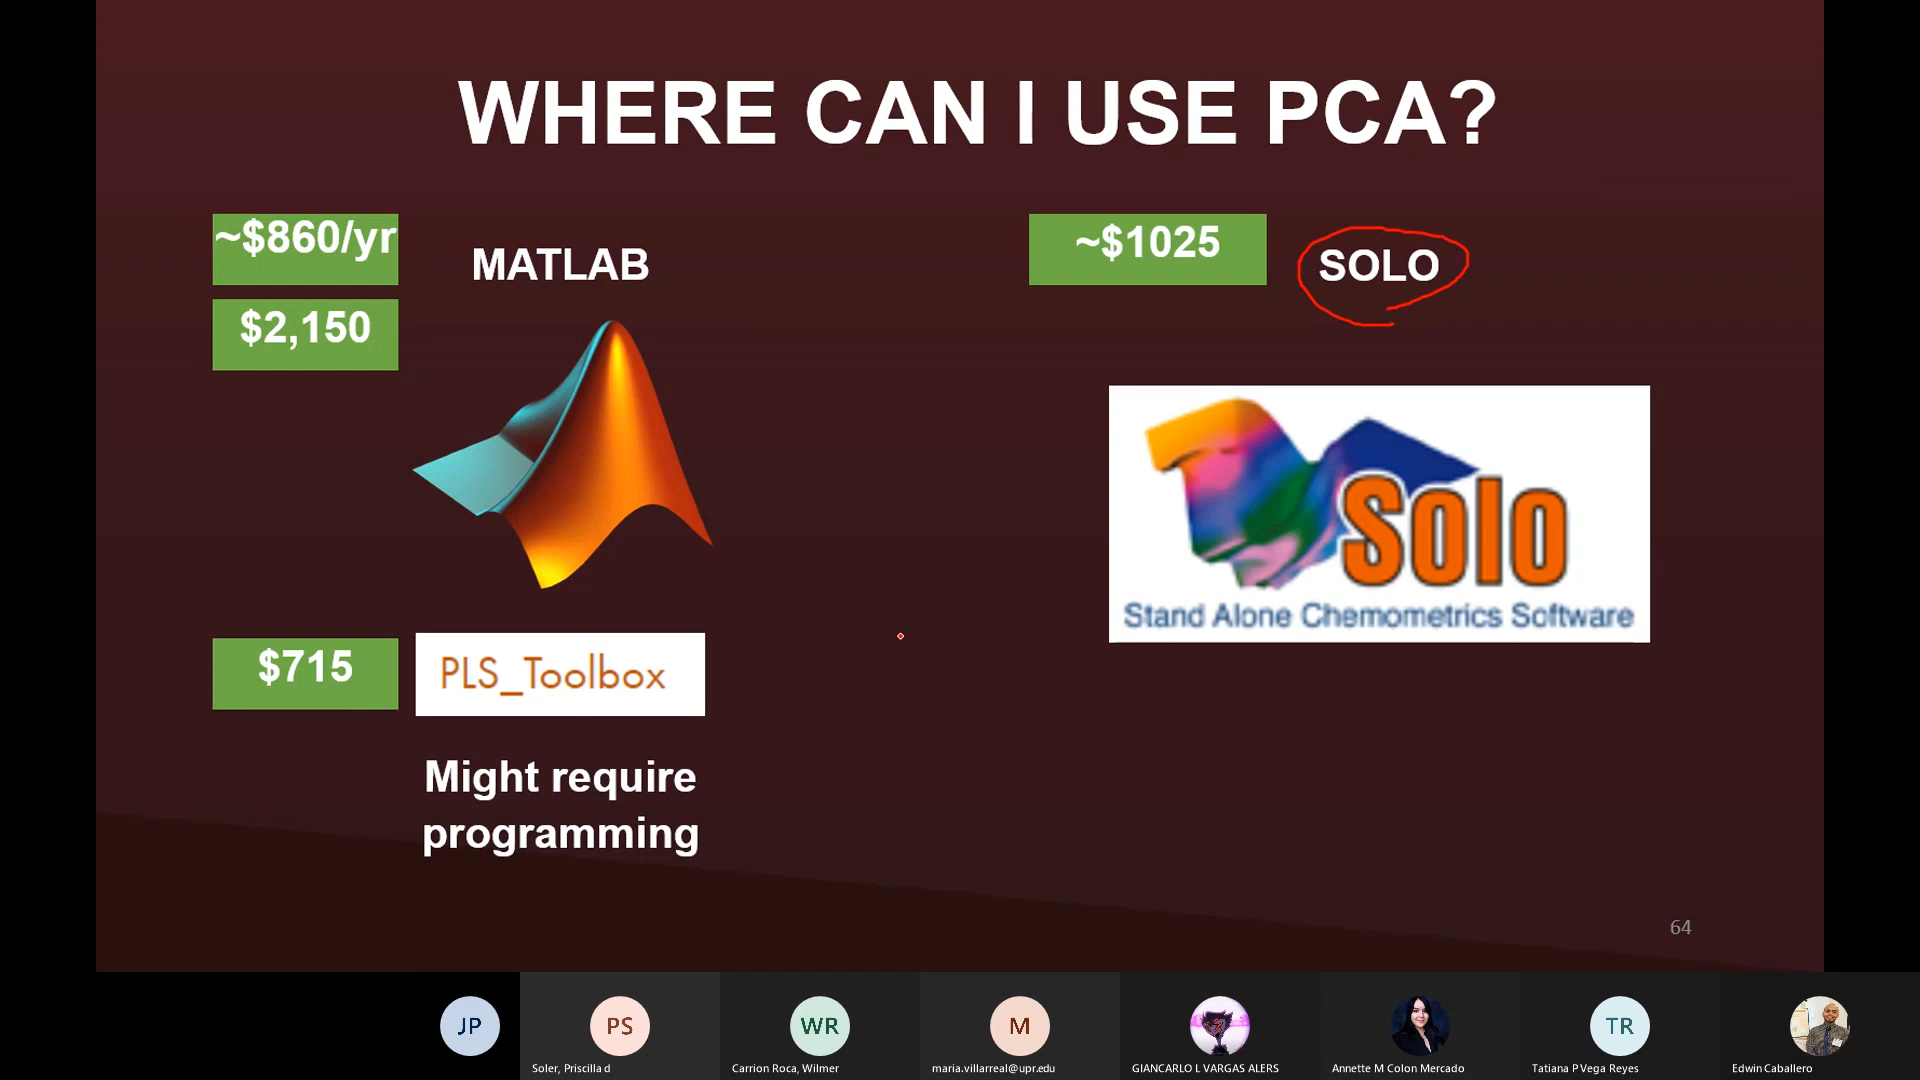 WHERE CAN I USE PCA?
~$860/yr
MATLAB
$2,150
~$1025
SOLO
Solo
Stand Alone Chemometrics Software
$715
PLS_Toolbox
Might require
programming
64
JP
PS
WR
M
TR
Soler, Priscilla d
Carrion Roca, Wilmer
maria.villarreal@upr.edu
GIANCARLO L VARGAS ALERS
Annette M Colon Mercado
Tatiana P Vega Reyes
Edwin Caballero